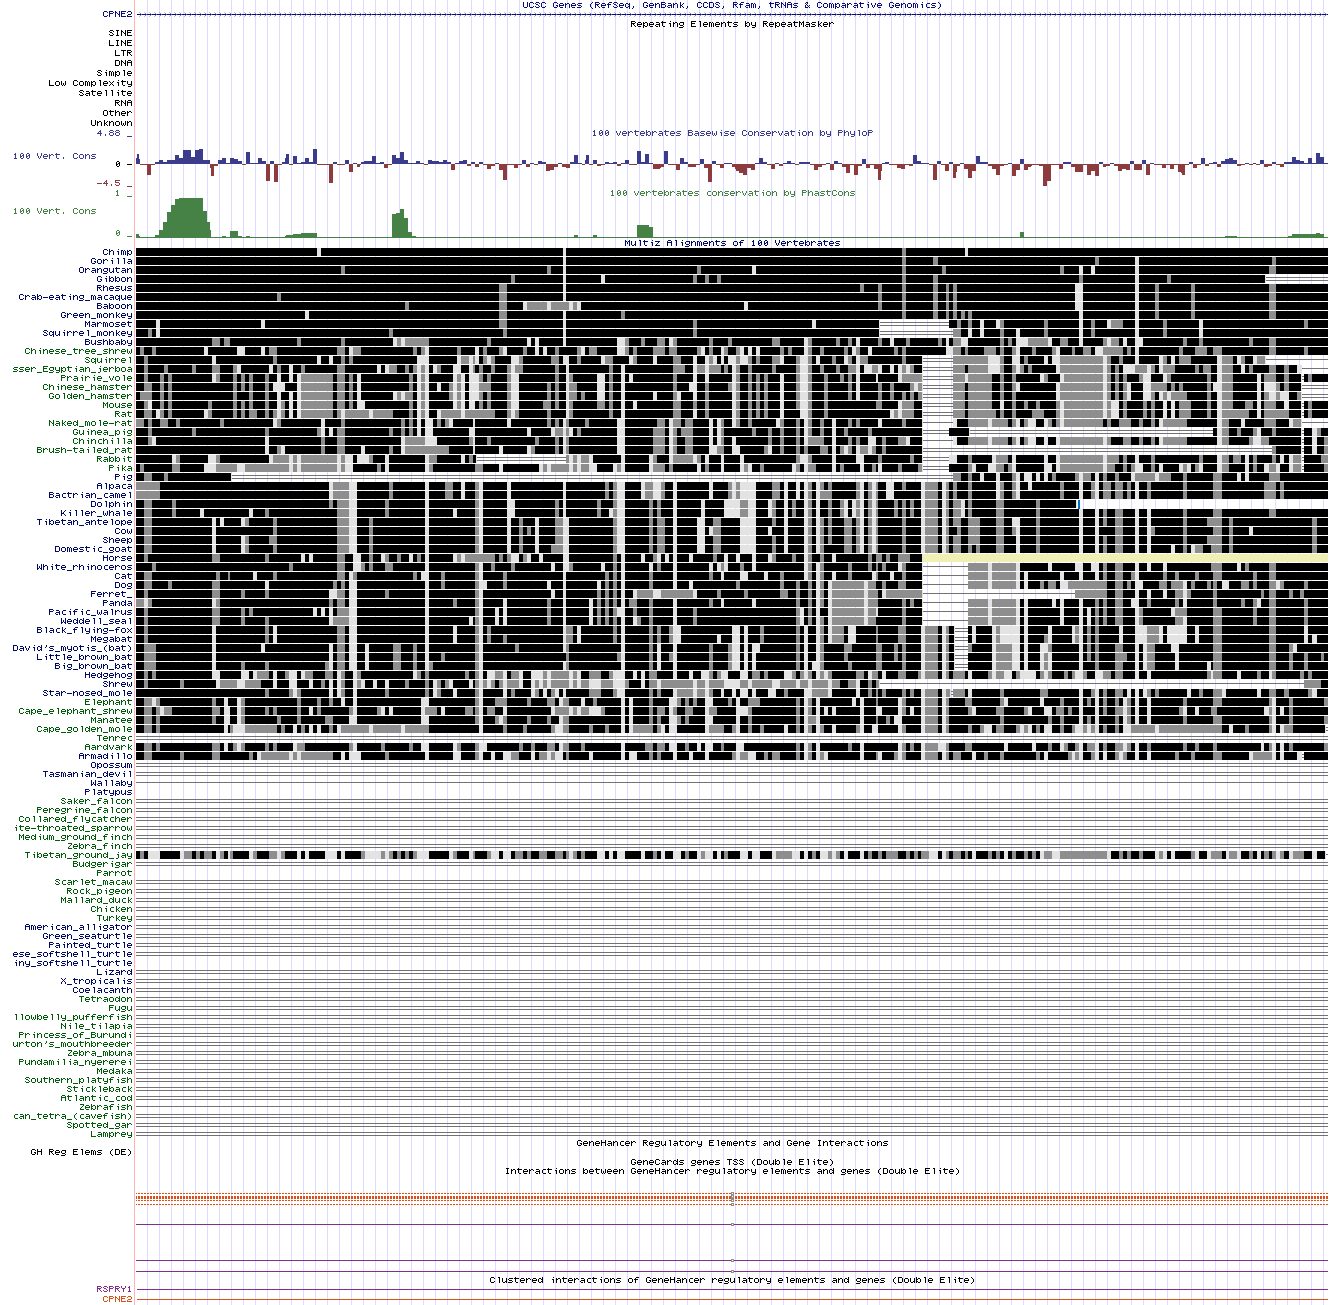 UCSC Genes (RefSeq, GenBank, CCDS, Rfam, tRNAs & Comparative Genomics)
CPNE2
Repeating Elements by RepeatMasker
SINE
LINE
LTR
DNA
Simple
Low Complexity
Satellite
RNA
Other
Unknown
4.88 _
100 vertebrates Basewise Conservation by PhyloP
100 Vert. Cons
0 _
-4.5 _
100 vertebrates conservation by PhastCons
1 _
100 Vert. Cons
0 _
Multiz Alignments of 100 Vertebrates
Chimp
Gorilla
Orangutan
Gibbon
Rhesus
Crab-eating_macaque
Baboon
Green_monkey
Marmoset
Squirrel_monkey
Bushbaby
Chinese_tree_shrew
Squirrel
sser_Egyptian_jerboa
Prairie_vole
Chinese_hamster
Golden_hamster
Mouse
Rat
Naked_mole-rat
Guinea_pig
Chinchilla
Brush-tailed_rat
Rabbit
Pika
Pig
Alpaca
Bactrian_camel
Dolphin
Killer_whale
Tibetan_antelope
Cow
Sheep
Domestic_goat
Horse
White_rhinoceros
Cat
Dog
Ferret_
Panda
Pacific_walrus
Weddell_seal
Black_flying-fox
Megabat
David's_myotis_(bat)
Little_brown_bat
Big_brown_bat
Hedgehog
Shrew
Star-nosed_mole
Elephant
Cape_elephant_shrew
Manatee
Cape_golden_mole
Tenrec
Aardvark
Armadillo
Opossum
Tasmanian_devil
Wallaby
Platypus
Saker_falcon
Peregrine_falcon
Collared_flycatcher
ite-throated_sparrow
Medium_ground_finch
Zebra_finch
Tibetan_ground_jay
Budgerigar
Parrot
Scarlet_macaw
Rock_pigeon
Mallard_duck
Chicken
Turkey
American_alligator
Green_seaturtle
Painted_turtle
ese_softshell_turtle
iny_softshell_turtle
Lizard
X_tropicalis
Coelacanth
Tetraodon
Fugu
llowbelly_pufferfish
Nile_tilapia
Princess_of_Burundi
urton's_mouthbreeder
Zebra_mbuna
Pundamilia_nyererei
Medaka
Southern_platyfish
Stickleback
Atlantic_cod
Zebrafish
can_tetra_(cavefish)
Spotted_gar
Lamprey
GeneHancer Regulatory Elements and Gene Interactions
GH Reg Elems (DE)
GeneCards genes TSS (Double Elite)
Interactions between GeneHancer regulatory elements and genes (Double Elite)
Clustered interactions of GeneHancer regulatory elements and genes (Double Elite)
RSPRY1
CPNE2